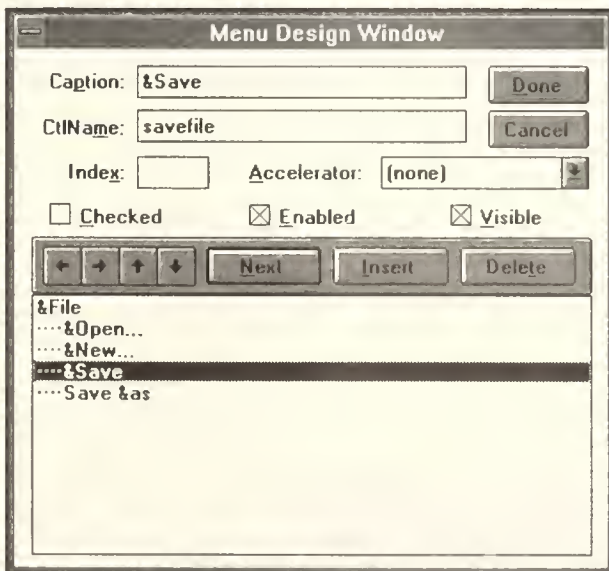 Menu Design Window
Caption: &Save Done
CtlName: savefile Cancel
Index: Accelerator: (none)
Checked Enabled Visible
Next Insert Delete
&File
····&Open...
····&New...
····&Save
····Save &as